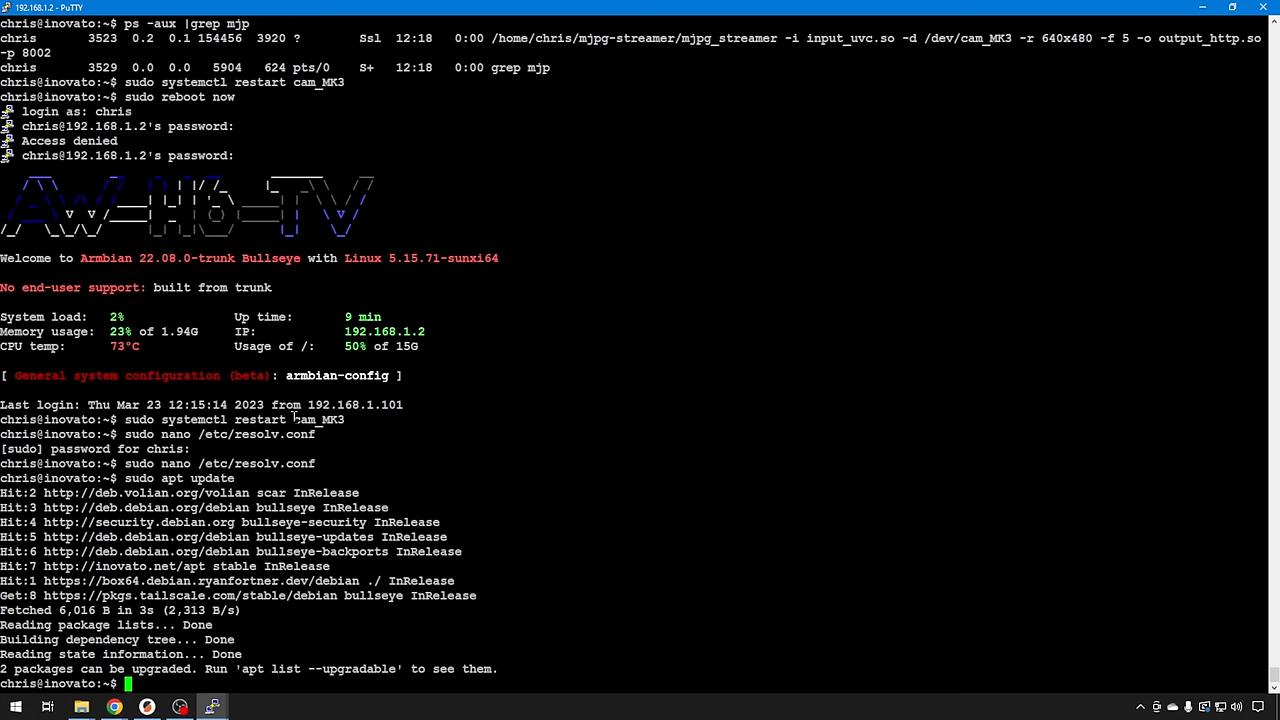 192.168.1.2 - PuTTY
chris@inovato:~$ ps -aux |grep mjp
chris 3523 0.2 0.1 154456 3920 ? Ssl 12:18 0:00 /home/chris/mjpg-streamer/mjpg_streamer -i input_uvc.so -d /dev/cam_MK3 -r 640x480 -f 5 -o output_http.so
-p 8002
chris 3529 0.0 0.0 5904 624 pts/0 S+ 12:18 0:00 grep mjp
chris@inovato:~$ sudo systemctl restart cam_MK3
chris@inovato:~$ sudo reboot now
login as: chris
chris@192.168.1.2's password:
Access denied
chris@192.168.1.2's password:
AW-H6-TV
Welcome to Armbian 22.08.0-trunk Bullseye with Linux 5.15.71-sunxi64
No end-user support: built from trunk
System load: 2% Up time: 9 min
Memory usage: 23% of 1.94G IP: 192.168.1.2
CPU temp: 73°C Usage of /: 50% of 15G
[ General system configuration (beta): armbian-config ]
Last login: Thu Mar 23 12:15:14 2023 from 192.168.1.101
chris@inovato:~$ sudo systemctl restart cam_MK3
chris@inovato:~$ sudo nano /etc/resolv.conf
[sudo] password for chris:
chris@inovato:~$ sudo nano /etc/resolv.conf
chris@inovato:~$ sudo apt update
Hit:2 http://deb.volian.org/volian scar InRelease
Hit:3 http://deb.debian.org/debian bullseye InRelease
Hit:4 http://security.debian.org bullseye-security InRelease
Hit:5 http://deb.debian.org/debian bullseye-updates InRelease
Hit:6 http://deb.debian.org/debian bullseye-backports InRelease
Hit:7 http://inovato.net/apt stable InRelease
Hit:1 https://box64.debian.ryanfortner.dev/debian ./ InRelease
Get:8 https://pkgs.tailscale.com/stable/debian bullseye InRelease
Fetched 6,016 B in 3s (2,313 B/s)
Reading package lists... Done
Building dependency tree... Done
Reading state information... Done
2 packages can be upgraded. Run 'apt list --upgradable' to see them.
chris@inovato:~$